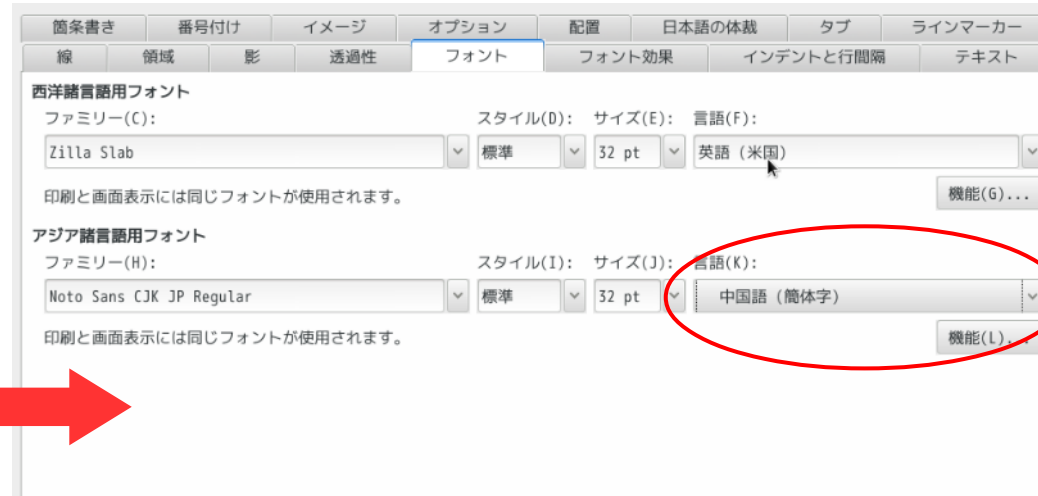 箇条書き 番号付け イメージ オプション 配置 日本語の体裁 タブ ラインマーカー
線 領域 影 透過性 フォント フォント効果 インデントと行間隔 テキスト
西洋諸言語用フォント
ファミリー(C): スタイル(D): サイズ(E): 言語(F):
Zilla Slab 標準 32 pt 英語 (米国)
印刷と画面表示には同じフォントが使用されます。 機能(G)...
アジア諸言語用フォント
ファミリー(H): スタイル(I): サイズ(J): 言語(K):
Noto Sans CJK JP Regular 標準 32 pt 中国語 (簡体字)
印刷と画面表示には同じフォントが使用されます。 機能(L)...